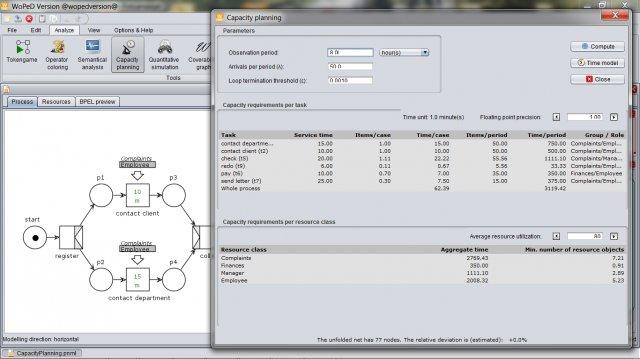 WoPeD Version @wopedversion@
File Edit Analyze View Options & Help
Tokengame
Operator coloring
Semantical analysis
Capacity planning
Quantitative simulation
graph
Tools
Process Resources BPEL preview
Complaints
Employee
p1
10 m
p3
contact client
start
register
Complaints
Employee
p2
15 m
p4
contact department
Modelling direction: horizontal
CapacityPlanning.pnml
Capacity planning
Parameters
Observation period: hour(s)
Arrivals per period (λ): 50.0
Loop termination threshold (ε): 0.0010
Compute
Time model
Close
Capacity requirements per task
Time unit: 1.0 minute(s) Floating point precision: 1.00
Task Service time Items/case Time/case Items/period Time/period Group / Role
contact departme... 15.00 1.00 15.00 50.00 750.00 Complaints/Empl...
contact client (t2) 10.00 1.00 10.00 50.00 500.00 Complaints/Empl...
check (t5) 20.00 1.11 22.22 55.56 1111.10 Complaints/Mana...
redo (t9) 6.11 0.11 0.67 5.56 33.33 Complaints/Empl...
pay (t6) 10.00 0.70 7.00 35.00 350.00 Finances/Employee
send letter (t7) 25.00 0.30 7.50 15.00 375.00 Complaints/Empl...
Whole process 62.39 3119.42
Capacity requirements per resource class
Average resource utilization: 80
Resource class Aggregate time Min. number of resource objects
Complaints 2769.43 7.21
Finances 350.00 0.91
Manager 1111.10 2.89
Employee 2008.32 5.23
The unfolded net has 77 nodes. The relative deviation is (estimated): +0.0%